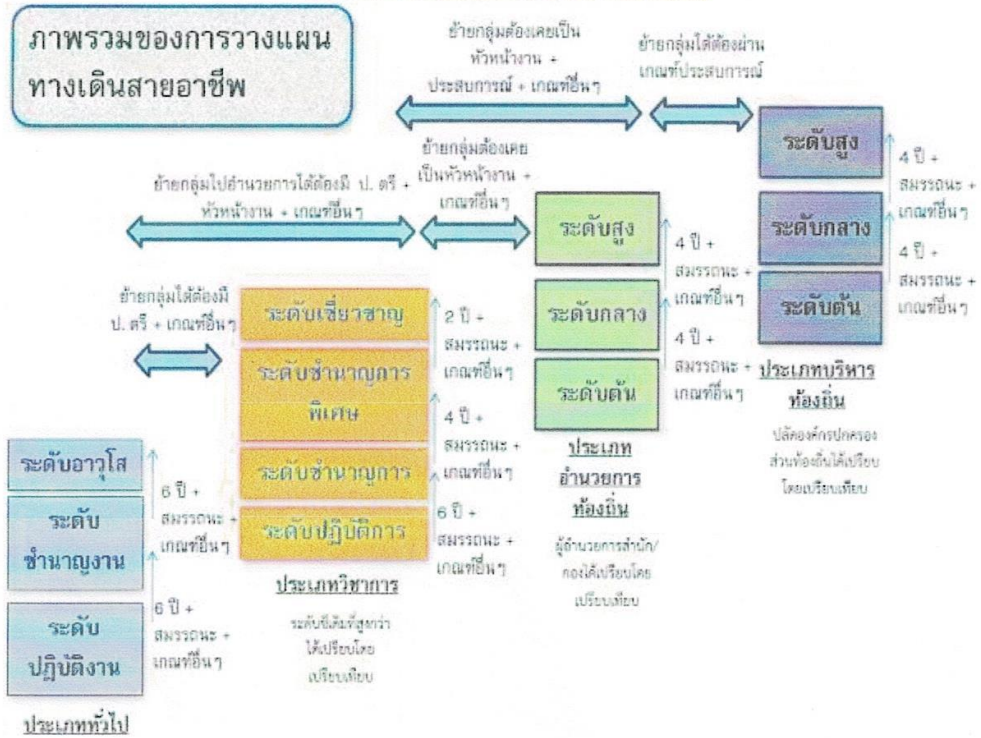 ภาพรวมของการวางแผน
ทางเดินสายอาชีพ
ย้ายกลุ่มต้องเคยเป็น
หัวหน้างาน +
ประสบการณ์ + เกณฑ์อื่นๆ
ย้ายกลุ่มได้ต้องผ่าน
เกณฑ์ประสบการณ์
ย้ายกลุ่มไปอำนวยการได้ต้องมี ป. ตรี +
หัวหน้างาน + เกณฑ์อื่นๆ
ย้ายกลุ่มต้องเคย
เป็นหัวหน้างาน +
เกณฑ์อื่นๆ
ย้ายกลุ่มได้ต้องมี
ป. ตรี + เกณฑ์อื่นๆ
ระดับอาวุโส
ระดับ
ชำนาญงาน
ระดับ
ปฏิบัติงาน
6 ปี +
สมรรถนะ +
เกณฑ์อื่นๆ
6 ปี +
สมรรถนะ +
เกณฑ์อื่นๆ
ประเภททั่วไป
ระดับเชี่ยวชาญ
ระดับชำนาญการ
พิเศษ
ระดับชำนาญการ
ระดับปฏิบัติการ
2 ปี +
สมรรถนะ +
เกณฑ์อื่นๆ
4 ปี +
สมรรถนะ +
เกณฑ์อื่นๆ
6 ปี +
สมรรถนะ +
เกณฑ์อื่นๆ
ประเภทวิชาการ
ระดับซีเดิมที่สูงกว่า
ได้เปรียบโดย
เปรียบเทียบ
ระดับสูง
ระดับกลาง
ระดับต้น
4 ปี +
สมรรถนะ +
เกณฑ์อื่นๆ
4 ปี +
สมรรถนะ +
เกณฑ์อื่นๆ
ประเภท
อำนวยการ
ท้องถิ่น
ผู้อำนวยการสำนัก/
กองได้เปรียบโดย
เปรียบเทียบ
ระดับสูง
ระดับกลาง
ระดับต้น
4 ปี +
สมรรถนะ +
เกณฑ์อื่นๆ
4 ปี +
สมรรถนะ +
เกณฑ์อื่นๆ
ประเภทบริหาร
ท้องถิ่น
ปลัดองค์กรปกครอง
ส่วนท้องถิ่นได้เปรียบ
โดยเปรียบเทียบ